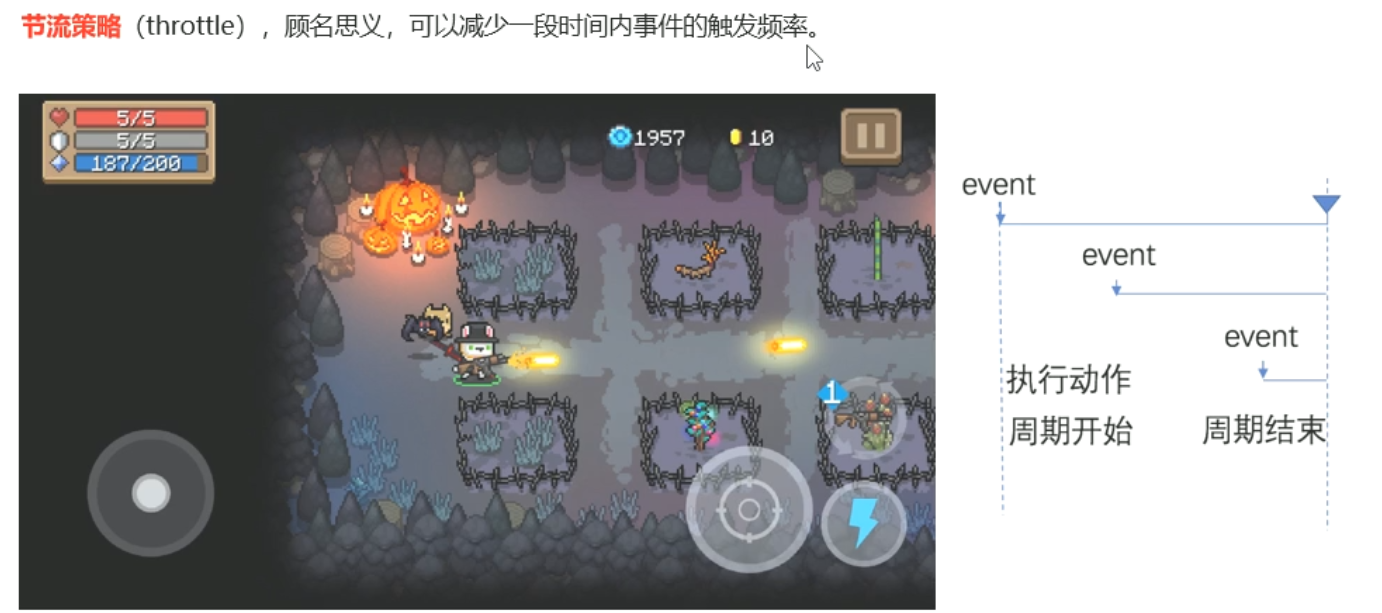 节流策略（throttle），顾名思义，可以减少一段时间内事件的触发频率。
5/5
5/5
187/200
1957
10
1
event
event
event
执行动作
周期开始
周期结束